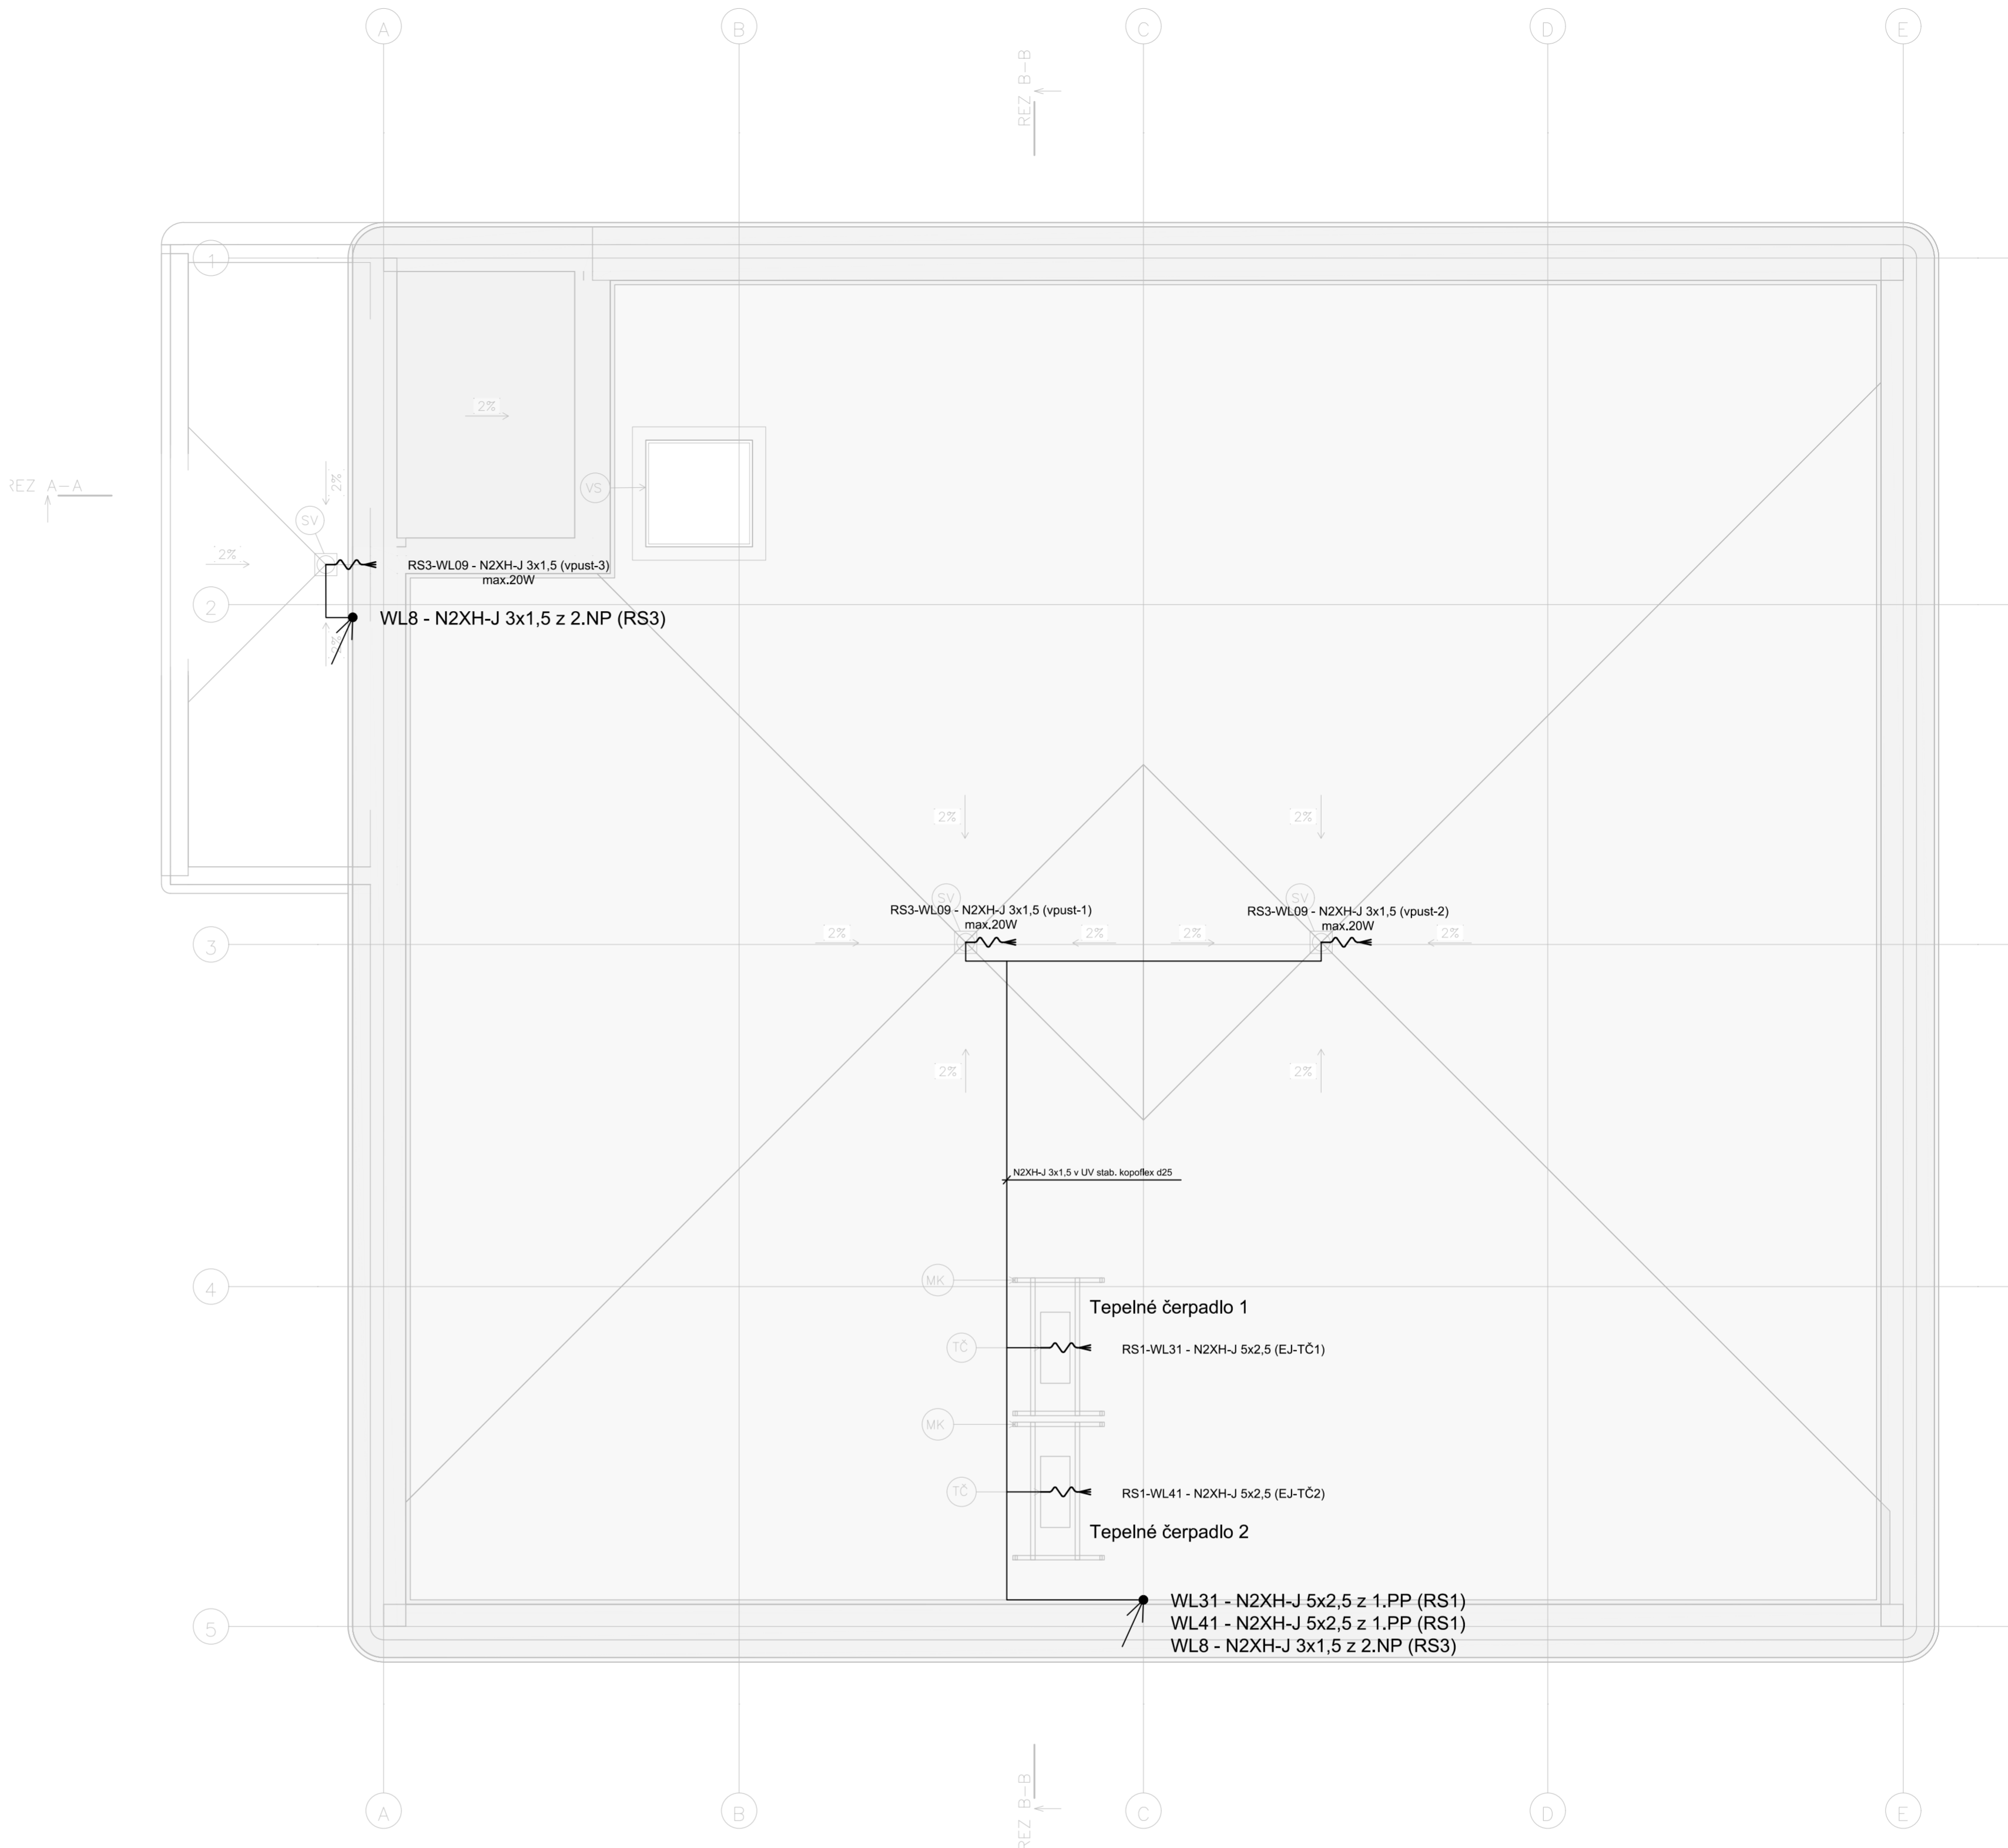 A
B
C
D
E
REZ B-B
1
2%
REZ A-A
2%
VS
SV
2%
RS3-WL09 - N2XH-J 3x1,5 (vpust-3)
max.20W
2
WL8 - N2XH-J 3x1,5 z 2.NP (RS3)
2%
2%
2%
SV
SV
RS3-WL09 - N2XH-J 3x1,5 (vpust-1)
max.20W
RS3-WL09 - N2XH-J 3x1,5 (vpust-2)
max.20W
3
2%
2%
2%
2%
2%
2%
N2XH-J 3x1,5 v UV stab. kopoflex d25
4
MK
Tepelné čerpadlo 1
TČ
RS1-WL31 - N2XH-J 5x2,5 (EJ-TČ1)
MK
TČ
RS1-WL41 - N2XH-J 5x2,5 (EJ-TČ2)
Tepelné čerpadlo 2
5
WL31 - N2XH-J 5x2,5 z 1.PP (RS1)
WL41 - N2XH-J 5x2,5 z 1.PP (RS1)
WL8 - N2XH-J 3x1,5 z 2.NP (RS3)
REZ B-B
A
B
C
D
E